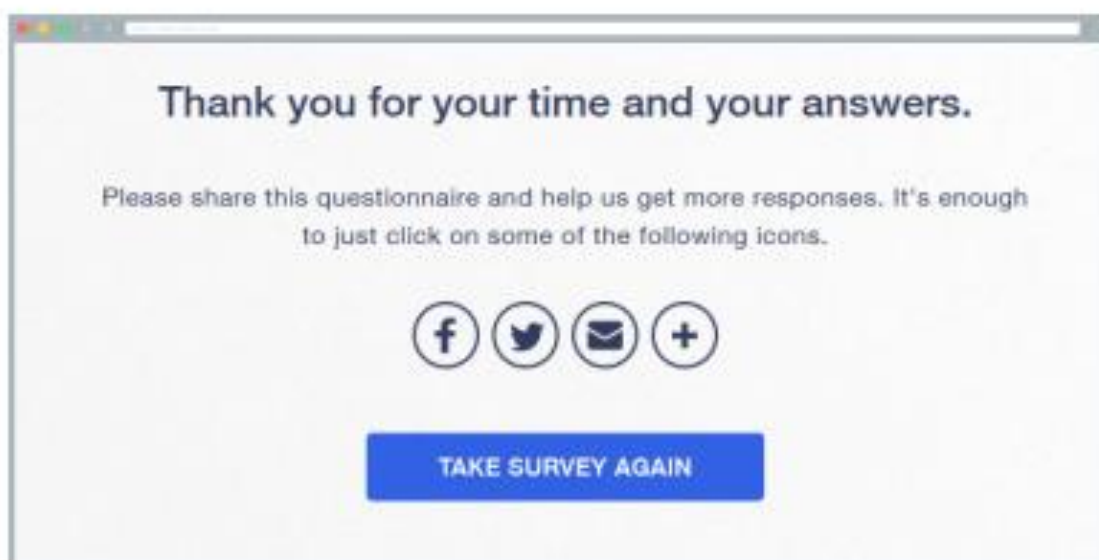 Thank you for your time and your answers.
Please share this questionnaire and help us get more responses. It's enough
to just click on some of the following icons.
TAKE SURVEY AGAIN